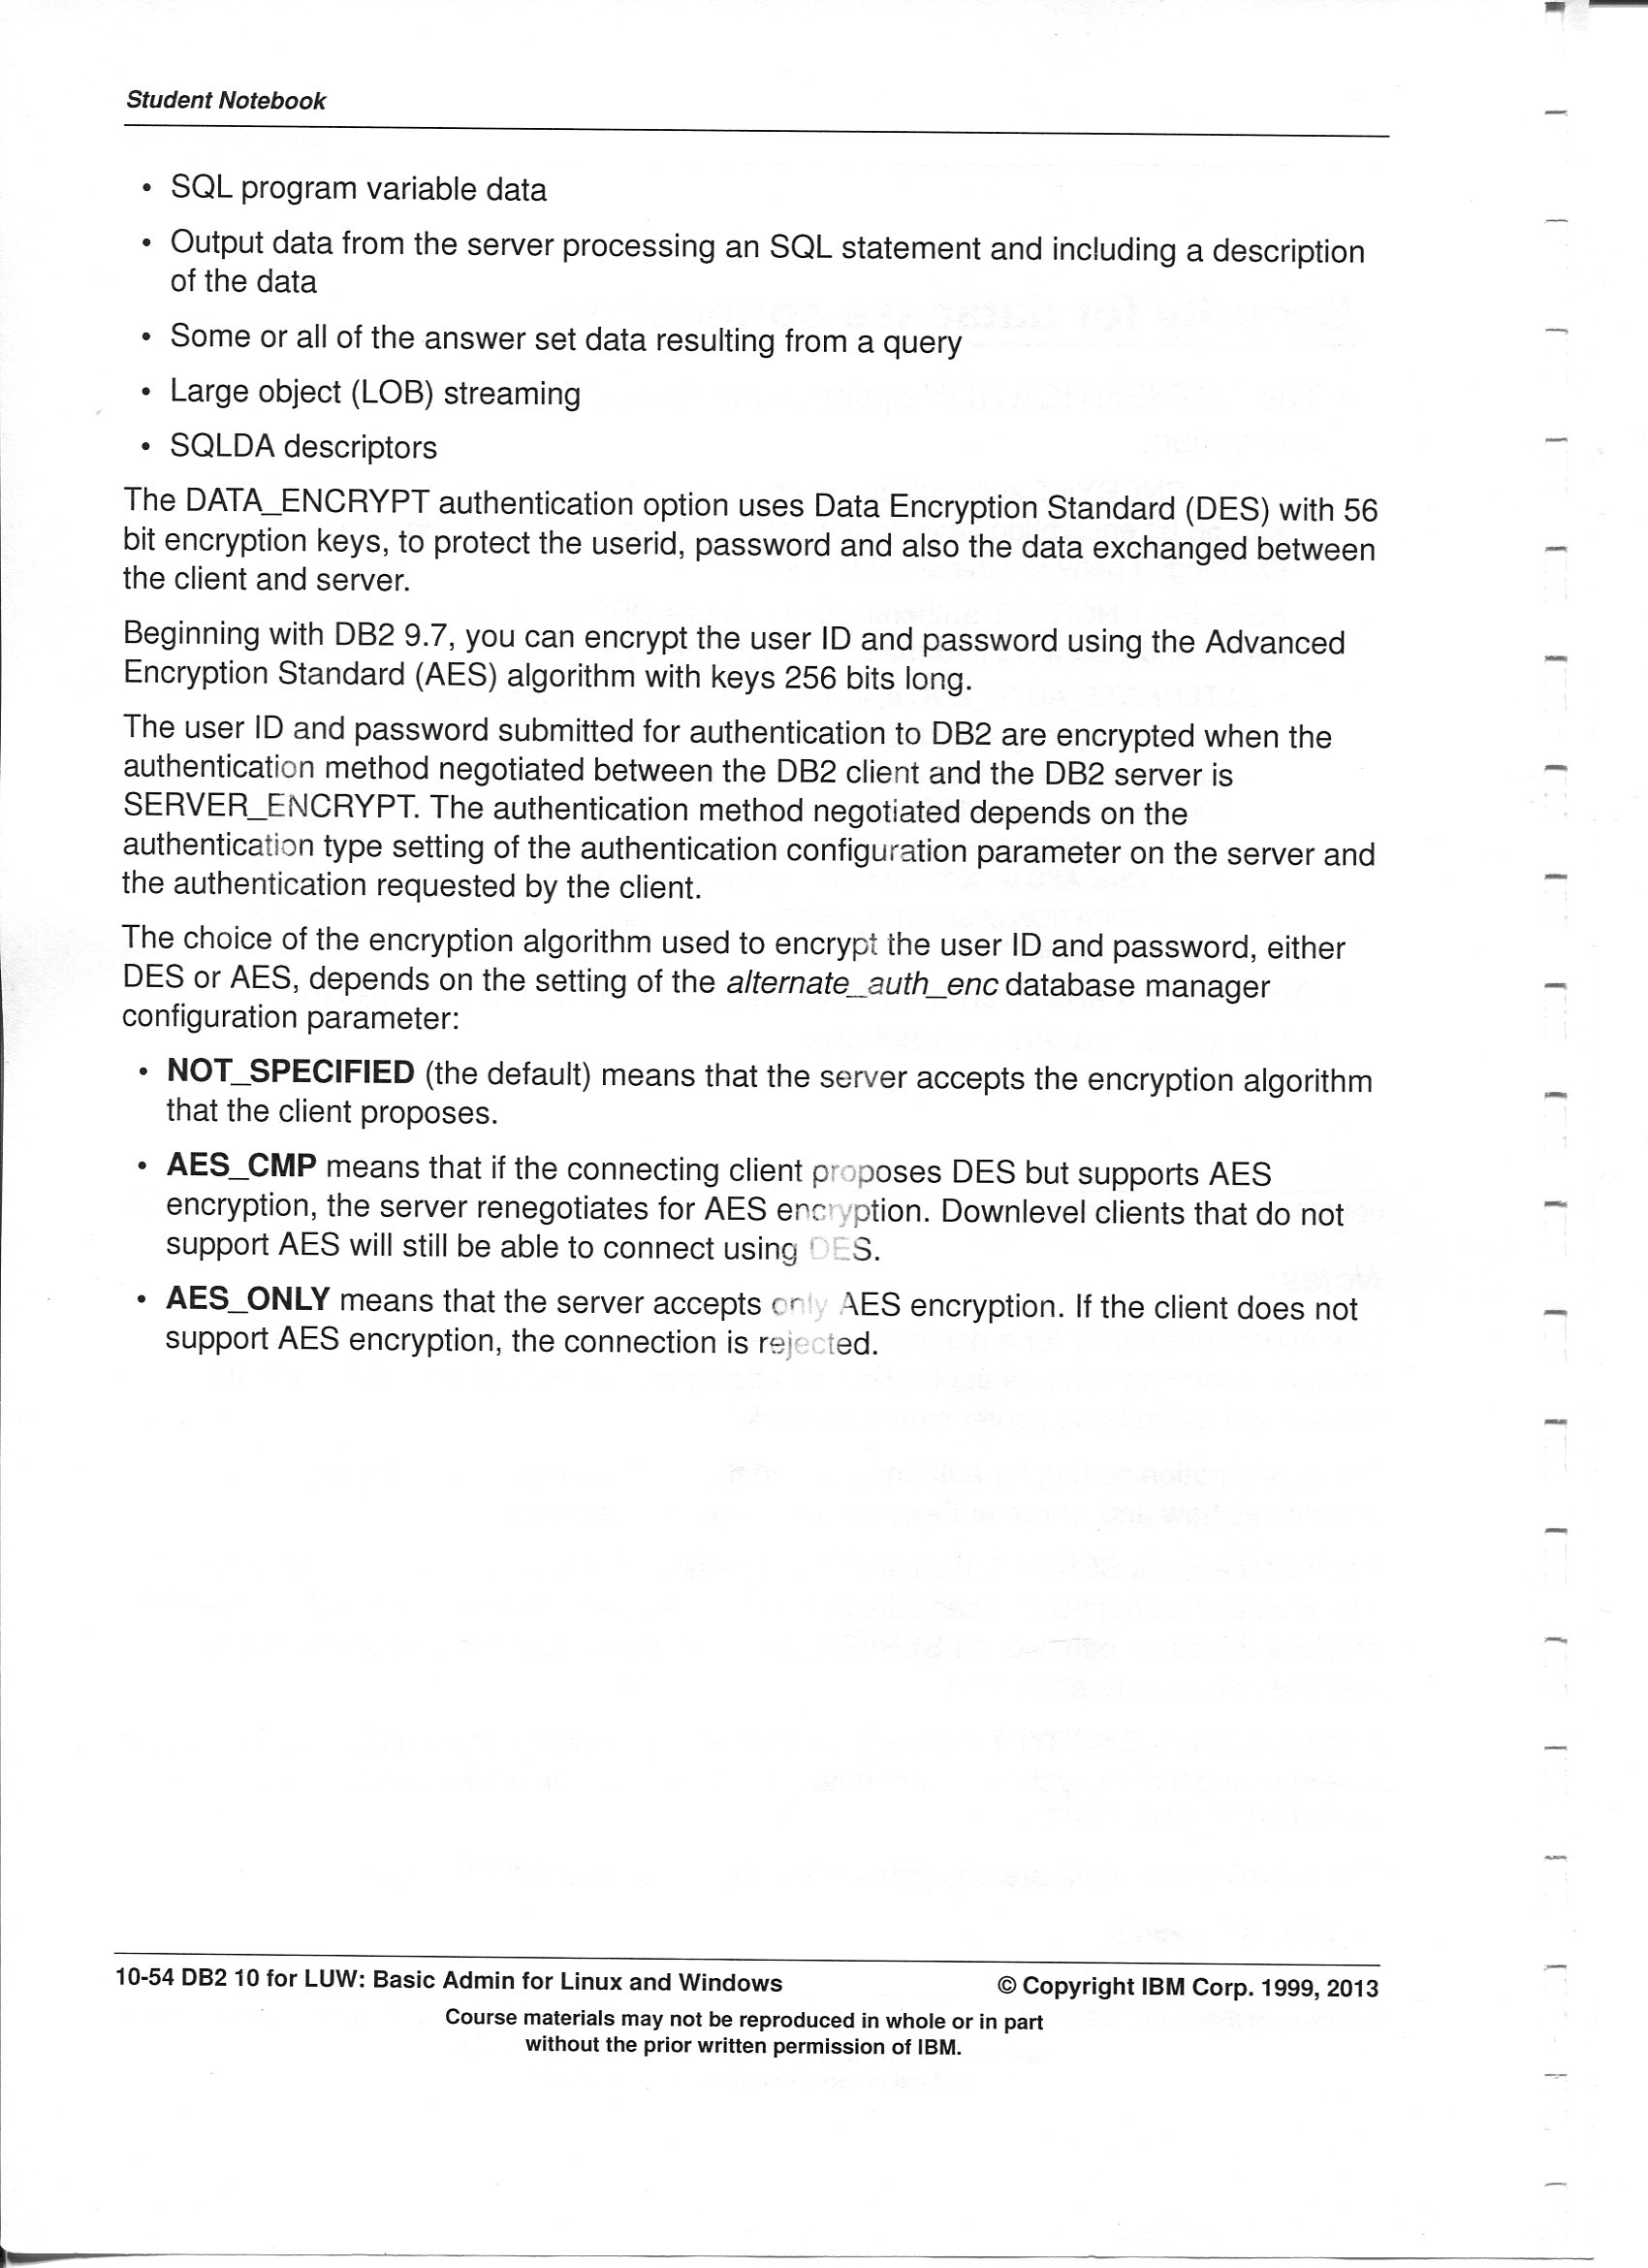 Student Notebook
• SQL program variable data
• Output data from the server processing an SQL statement and including a description
of the data
• Some or all of the answer set data resulting from a query
• Large object (LOB) streaming
• SQLDA descriptors
The DATA_ENCRYPT authentication option uses Data Encryption Standard (DES) with 56
bit encryption keys, to protect the userid, password and also the data exchanged between
the client and server.
Beginning with DB2 9.7, you can encrypt the user ID and password using the Advanced
Encryption Standard (AES) algorithm with keys 256 bits long.
The user ID and password submitted for authentication to DB2 are encrypted when the
authentication method negotiated between the DB2 client and the DB2 server is
SERVER_ENCRYPT. The authentication method negotiated depends on the
authentication type setting of the authentication configuration parameter on the server and
the authentication requested by the client.
The choice of the encryption algorithm used to encrypt the user ID and password, either
DES or AES, depends on the setting of the alternate_auth_enc database manager
configuration parameter:
• NOT_SPECIFIED (the default) means that the server accepts the encryption algorithm
that the client proposes.
• AES_CMP means that if the connecting client proposes DES but supports AES
encryption, the server renegotiates for AES encryption. Downlevel clients that do not
support AES will still be able to connect using DES.
• AES_ONLY means that the server accepts only AES encryption. If the client does not
support AES encryption, the connection is rejected.
10-54 DB2 10 for LUW: Basic Admin for Linux and Windows © Copyright IBM Corp. 1999, 2013
Course materials may not be reproduced in whole or in part
without the prior written permission of IBM.